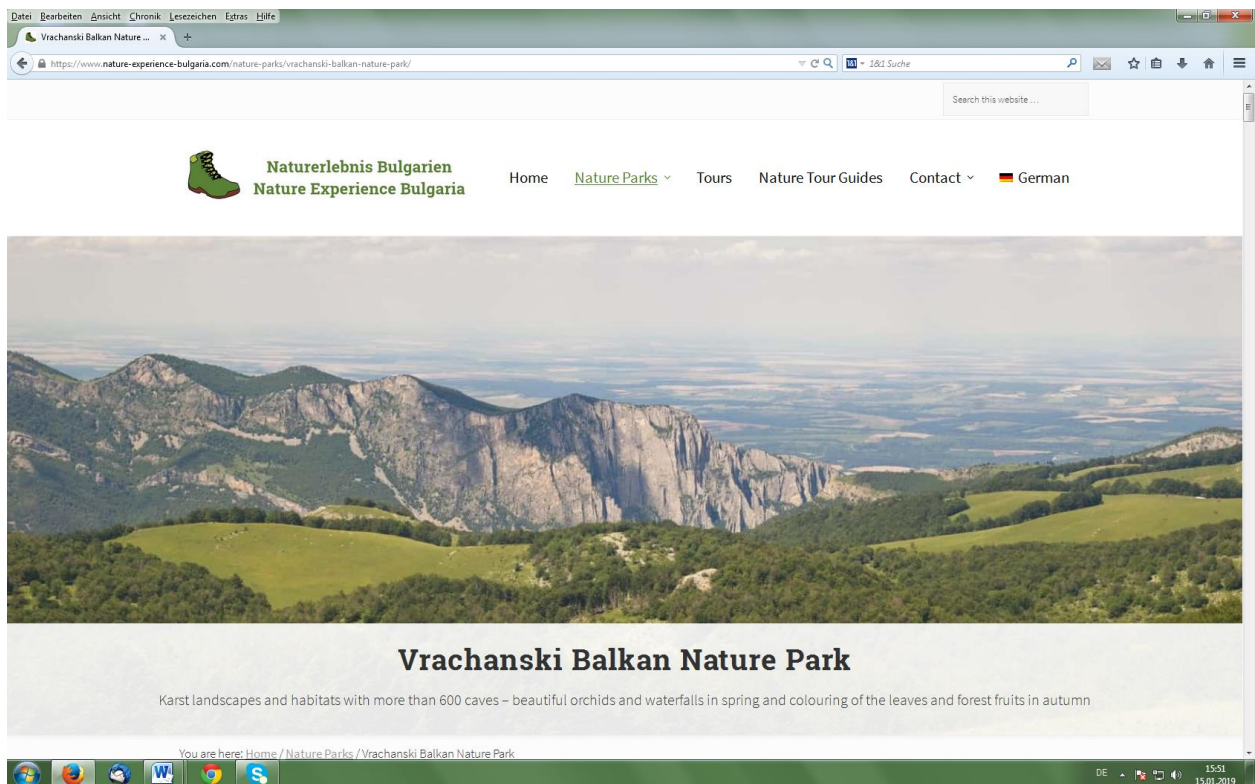 Datei Bearbeiten Ansicht Chronik Lesezeichen Extras Hilfe
Vrachanski Balkan Nature ... × +
https://www.nature-experience-bulgaria.com/nature-parks/vrachanski-balkan-nature-park/
1&1 1&1 Suche
Search this website ...
Naturerlebnis Bulgarien
Nature Experience Bulgaria
Home Nature Parks Tours Nature Tour Guides Contact German
Vrachanski Balkan Nature Park
Karst landscapes and habitats with more than 600 caves – beautiful orchids and waterfalls in spring and colouring of the leaves and forest fruits in autumn
You are here: Home / Nature Parks / Vrachanski Balkan Nature Park
DE 15:51
15.01.2019